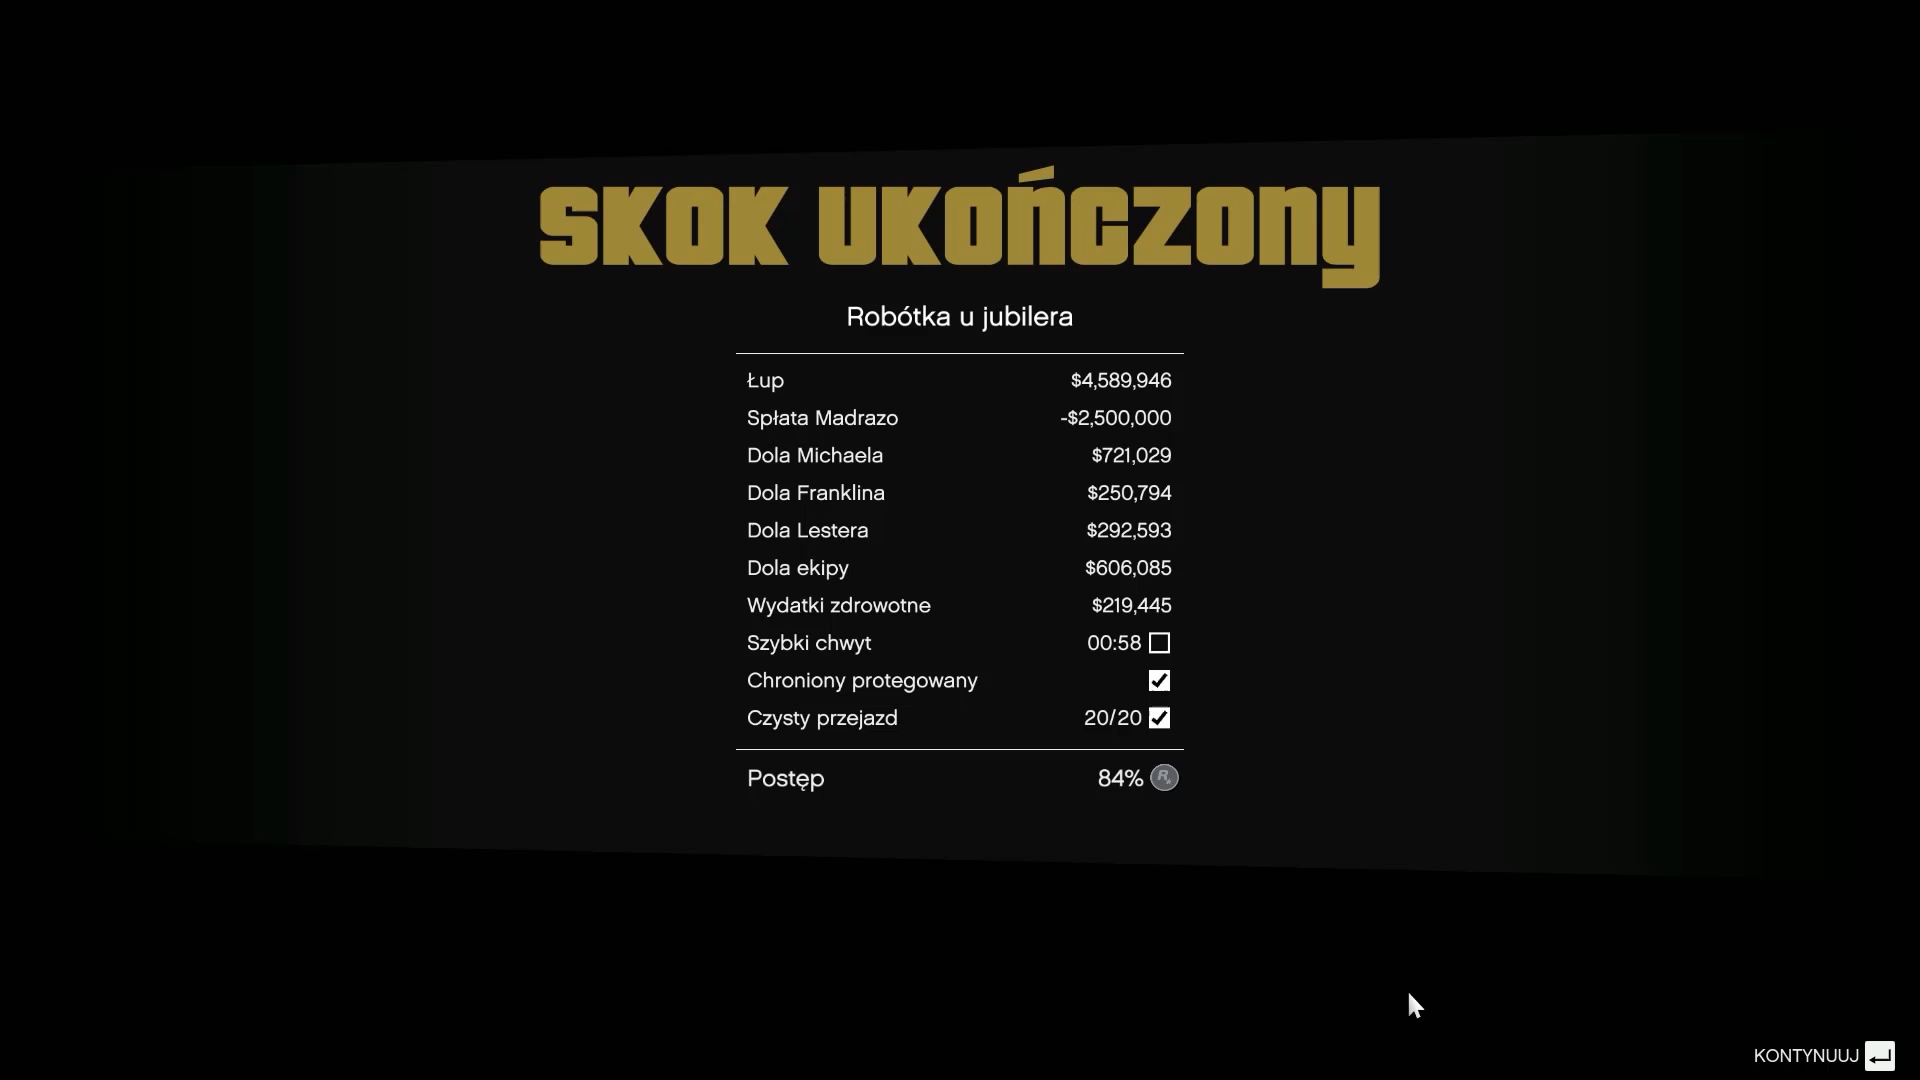 SKOK UKOńCZOny
Robótka u jubilera
Łup $4,589,946
Spłata Madrazo -$2,500,000
Dola Michaela $721,029
Dola Franklina $250,794
Dola Lestera $292,593
Dola ekipy $606,085
Wydatki zdrowotne $219,445
Szybki chwyt 00:58
Chroniony protegowany
Czysty przejazd 20/20
Postęp 84% R
KONTYNUUJ